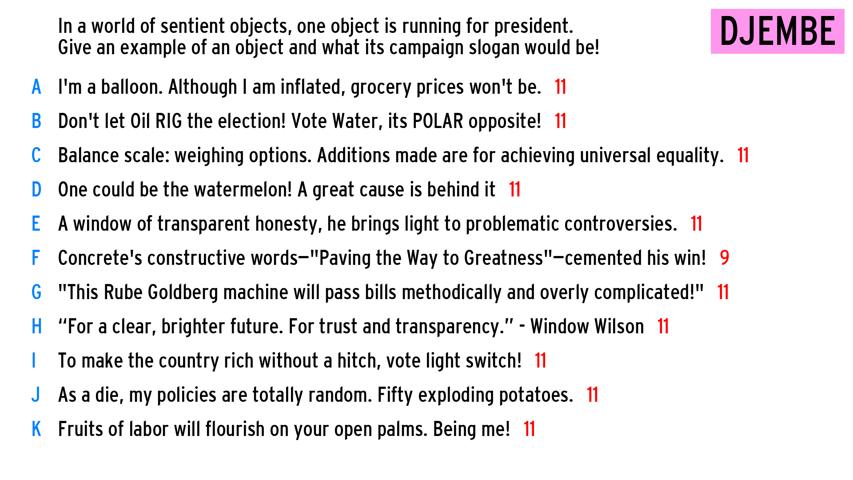 In a world of sentient objects, one object is running for president.
Give an example of an object and what its campaign slogan would be!
DJEMBE
A I'm a balloon. Although I am inflated, grocery prices won't be. 11
B Don't let Oil RIG the election! Vote Water, its POLAR opposite! 11
C Balance scale: weighing options. Additions made are for achieving universal equality. 11
D One could be the watermelon! A great cause is behind it 11
E A window of transparent honesty, he brings light to problematic controversies. 11
F Concrete's constructive words—"Paving the Way to Greatness"—cemented his win! 9
G "This Rube Goldberg machine will pass bills methodically and overly complicated!" 11
H “For a clear, brighter future. For trust and transparency.” - Window Wilson 11
I To make the country rich without a hitch, vote light switch! 11
J As a die, my policies are totally random. Fifty exploding potatoes. 11
K Fruits of labor will flourish on your open palms. Being me! 11